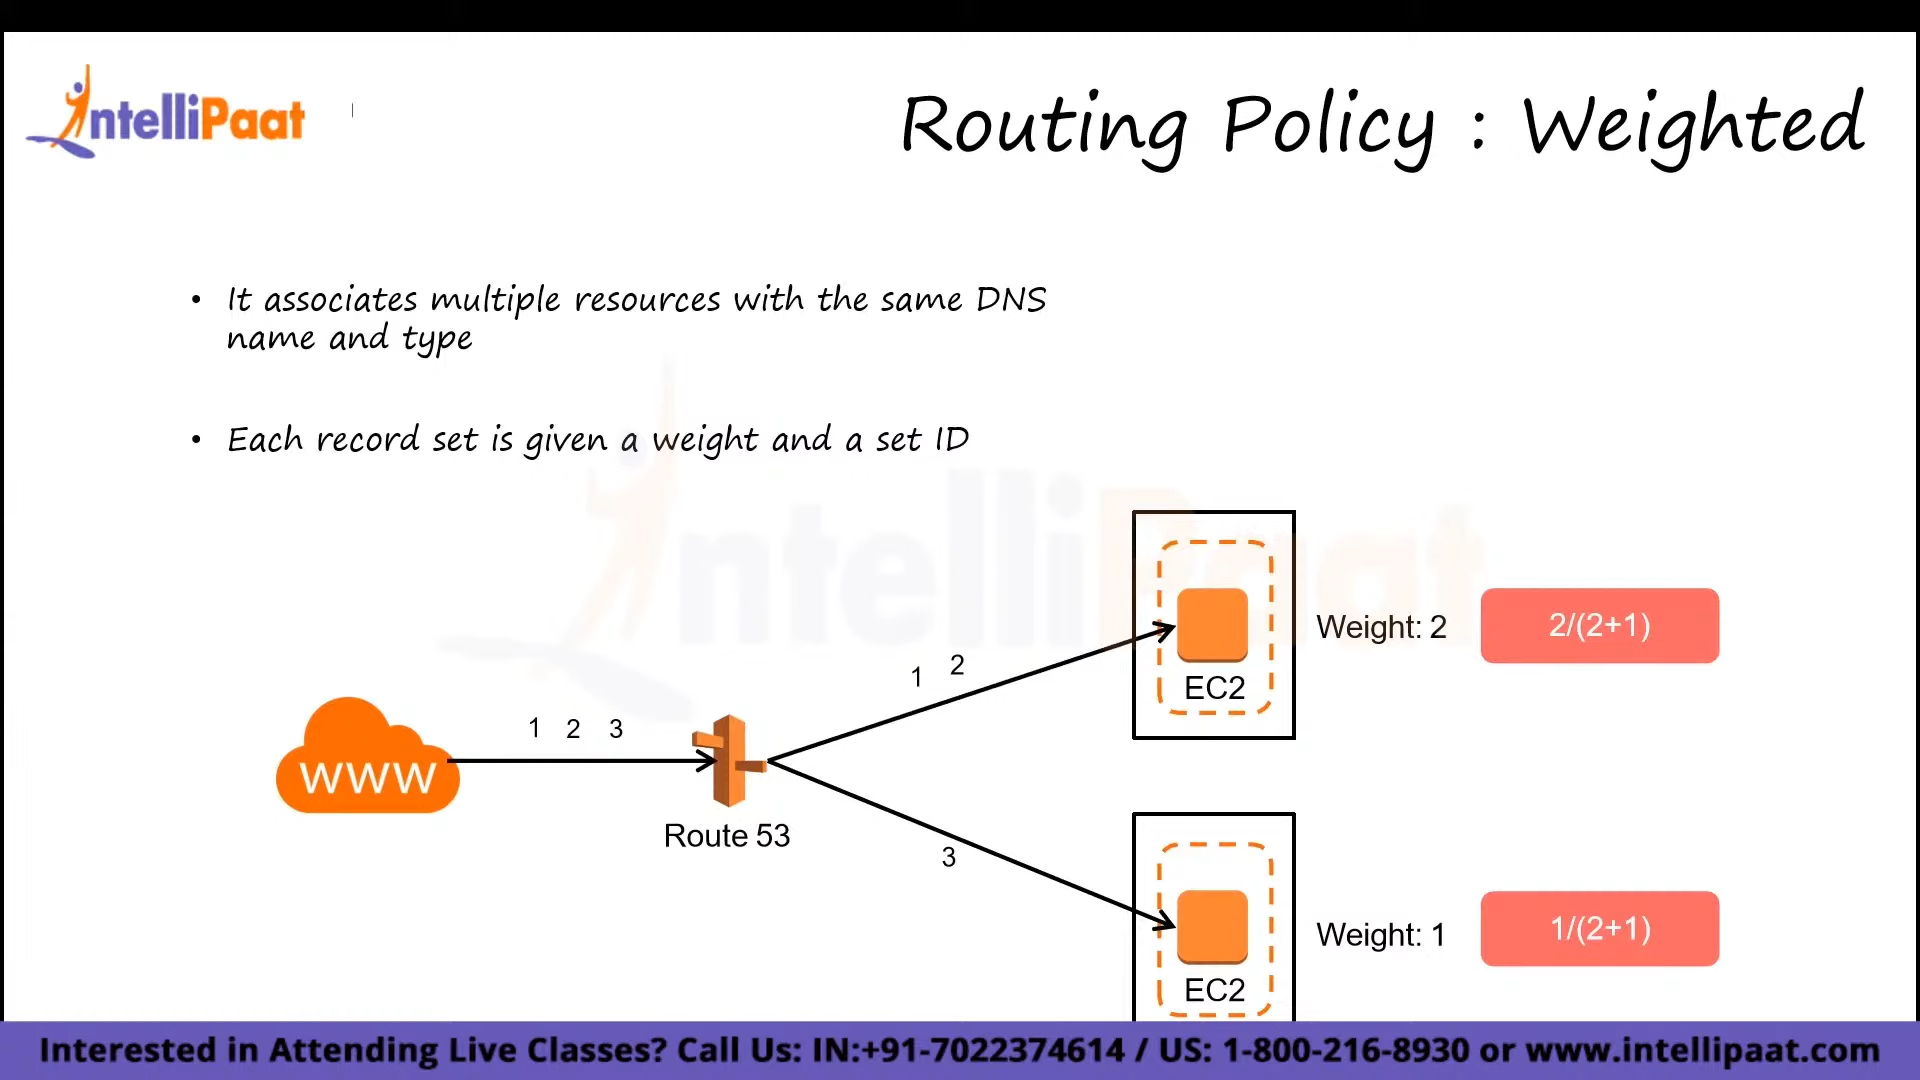 IntelliPaat
Routing Policy : Weighted
• It associates multiple resources with the same DNS
name and type
• Each record set is given a weight and a set ID
IntelliPaat
EC2
Weight: 2
2/(2+1)
1 2
1 2 3
WWW
Route 53
3
EC2
Weight: 1
1/(2+1)
Interested in Attending Live Classes? Call Us: IN:+91-7022374614 / US: 1-800-216-8930 or www.intellipaat.com